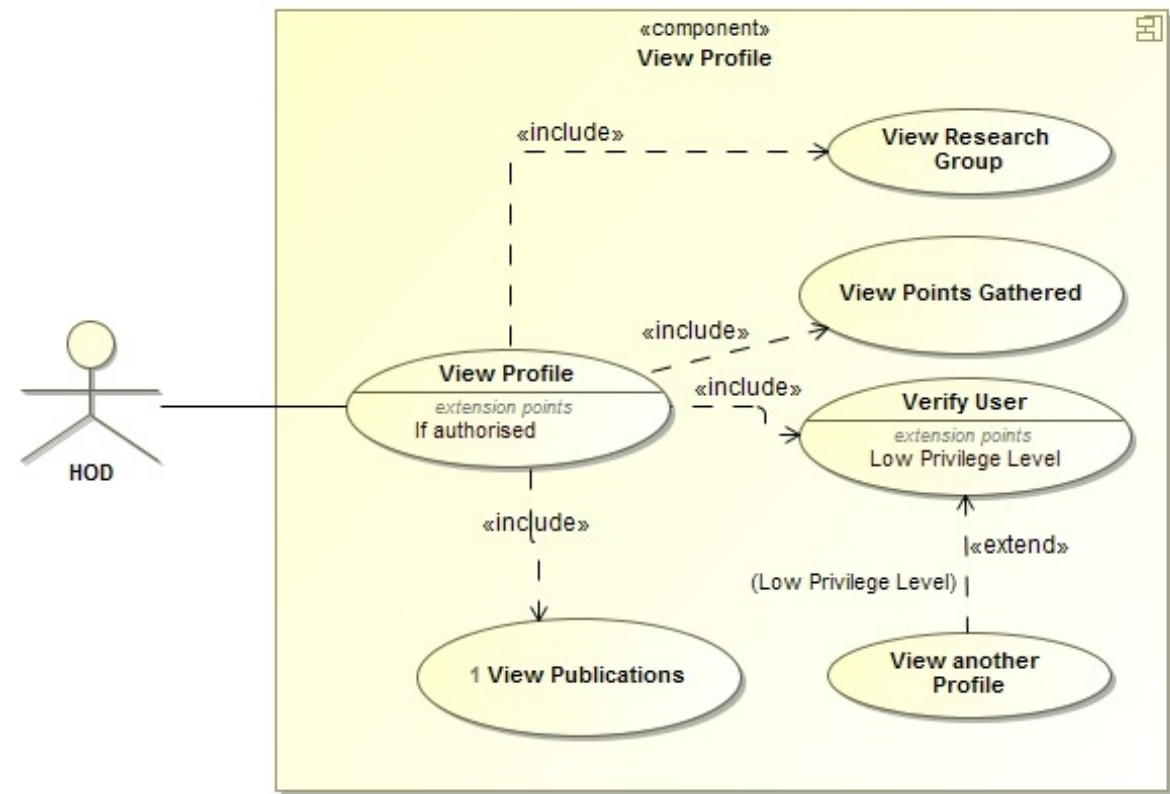 «component»
View Profile
«include»
View Research
Group
View Points Gathered
«include»
View Profile
extension points
If authorised
«include»
Verify User
extension points
Low Privilege Level
HOD
«include»
«extend»
(Low Privilege Level)
1 View Publications
View another
Profile